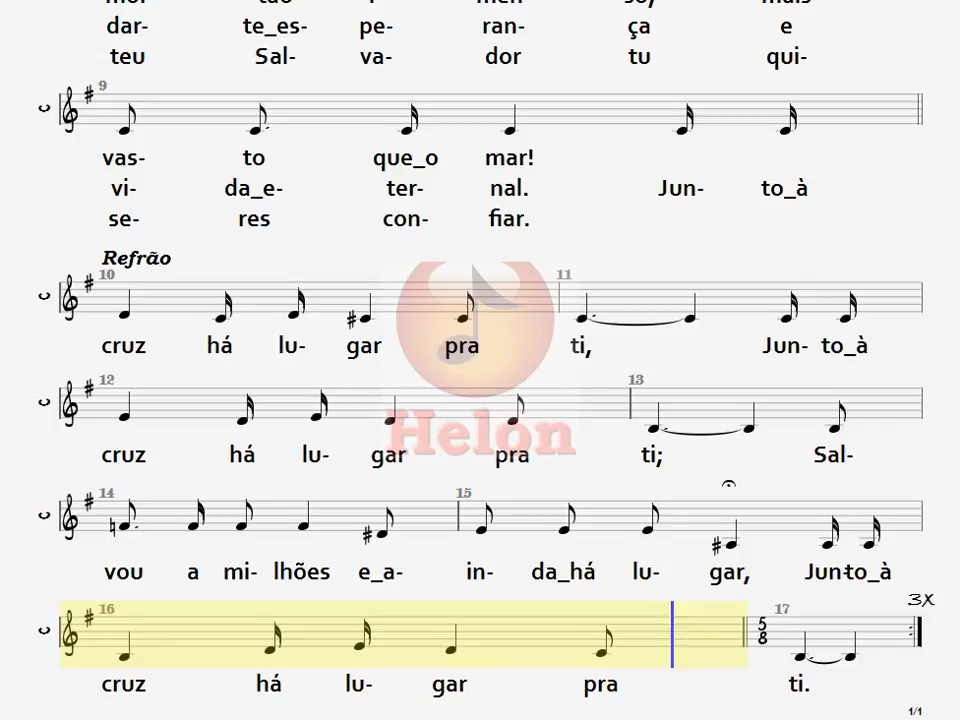 dar- te_es- pe- ran- ça e
teu Sal- va- dor tu qui-
9
vas- to que_o mar!
vi- da_e- ter- nal. Jun- to_à
se- res con- fiar.
Refrão
10 11
cruz há lu- gar pra ti, Jun- to_à
12 13
cruz há lu- gar pra ti; Sal-
Helon
14 15
vou a mi- lhões e_a- in- da_há lu- gar, Jun- to_à
3X
16 5 8 17
cruz há lu- gar pra ti.
1/1